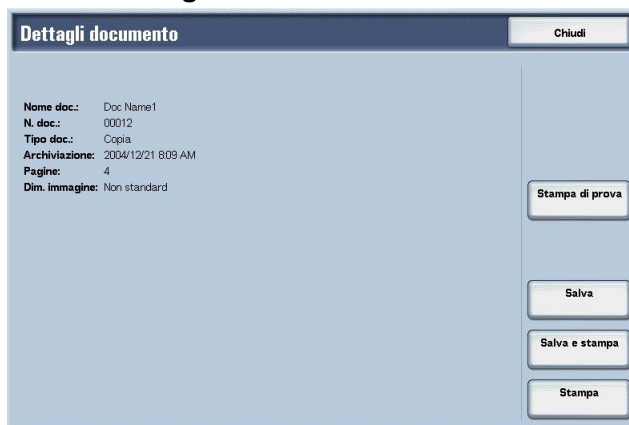 Dettagli documento
Chiudi
Nome doc.: Doc Name1
N. doc.: 00012
Tipo doc.: Copia
Archiviazione: 2004/12/21 8:09 AM
Pagine: 4
Dim. immagine: Non standard
Stampa di prova
Salva
Salva e stampa
Stampa